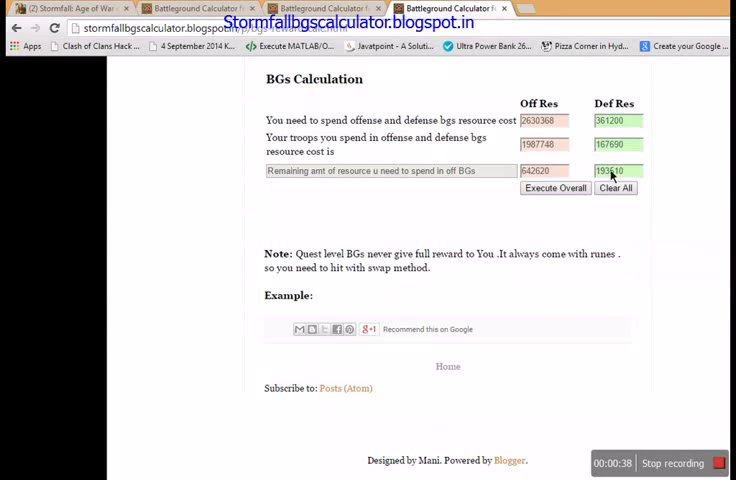 (2) Stormfall: Age of War
Battleground Calculator f
Battleground Calculator f
Battleground Calculator f
Stormfallbgscalculator.blogspot.in
stormfallbgscalculator.blogspot
Apps
Clash of Clans Hack ...
4 September 2014 K...
Execute MATLAB/O...
Javatpoint - A Soluti...
Ultra Power Bank 26...
Pizza Corner in Hyd...
Create your Google
BGs Calculation
Off Res Def Res
You need to spend offense and defense bgs resource cost 2630368 361200
Your troops you spend in offense and defense bgs
resource cost is 1987748 167690
Remaining amt of resource u need to spend in off BGs 642620 193510
Execute Overall Clear All
Note: Quest level BGs never give full reward to You .It always come with runes .
so you need to hit with swap method.
Example:
g+1 Recommend this on Google
Home
Subscribe to: Posts (Atom)
Designed by Mani. Powered by Blogger.
00:00:38 Stop recording